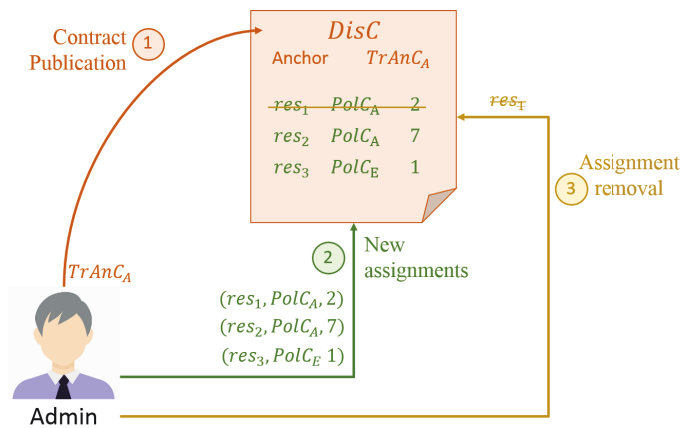 Contract
Publication
1
DisC
Anchor TrAnC_A
res_1 PolC_A 2
res_2 PolC_A 7
res_3 PolC_E 1
res_1
Assignment
removal
3
2
New
assignments
TrAnC_A
(res_1, PolC_A, 2)
(res_2, PolC_A, 7)
(res_3, PolC_E 1)
Admin